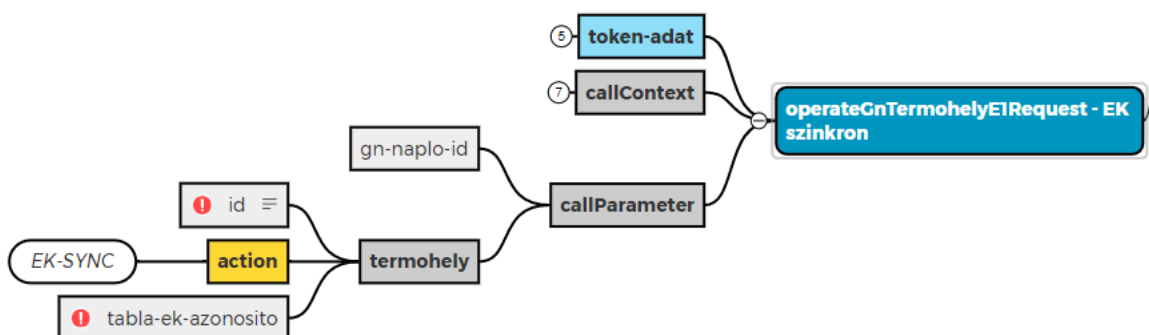 5
token-adat
7
callContext
operateGnTermohelyE1Request - EK
szinkron
gn-naplo-id
callParameter
id
EK-SYNC
action
termohely
tabla-ek-azonosito